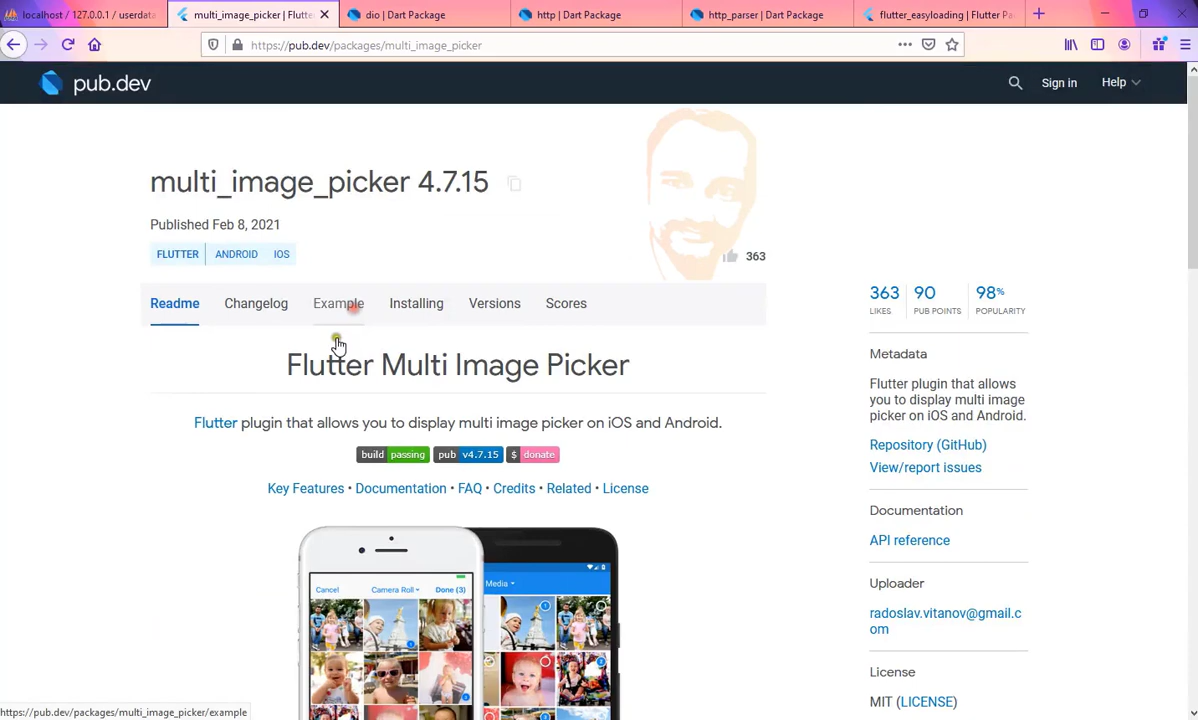 localhost / 127.0.0.1 / userdata
multi_image_picker | Flutte
dio | Dart Package
http | Dart Package
http_parser | Dart Package
flutter_easyloading | Flutter Pa
https://pub.dev/packages/multi_image_picker
pub.dev
Sign in
Help
multi_image_picker 4.7.15
Published Feb 8, 2021
FLUTTER
ANDROID
IOS
363
Readme
Changelog
Example
Installing
Versions
Scores
363
LIKES
90
PUB POINTS
98%
POPULARITY
Flutter Multi Image Picker
Flutter plugin that allows you to display multi image picker on iOS and Android.
build passing
pub v4.7.15
$ donate
Key Features • Documentation • FAQ • Credits • Related • License
Cancel
Camera Roll
Done (3)
Media
Metadata
Flutter plugin that allows
you to display multi image
picker on iOS and Android.
Repository (GitHub)
View/report issues
Documentation
API reference
Uploader
radoslav.vitanov@gmail.c
om
License
MIT (LICENSE)
https://pub.dev/packages/multi_image_picker/example